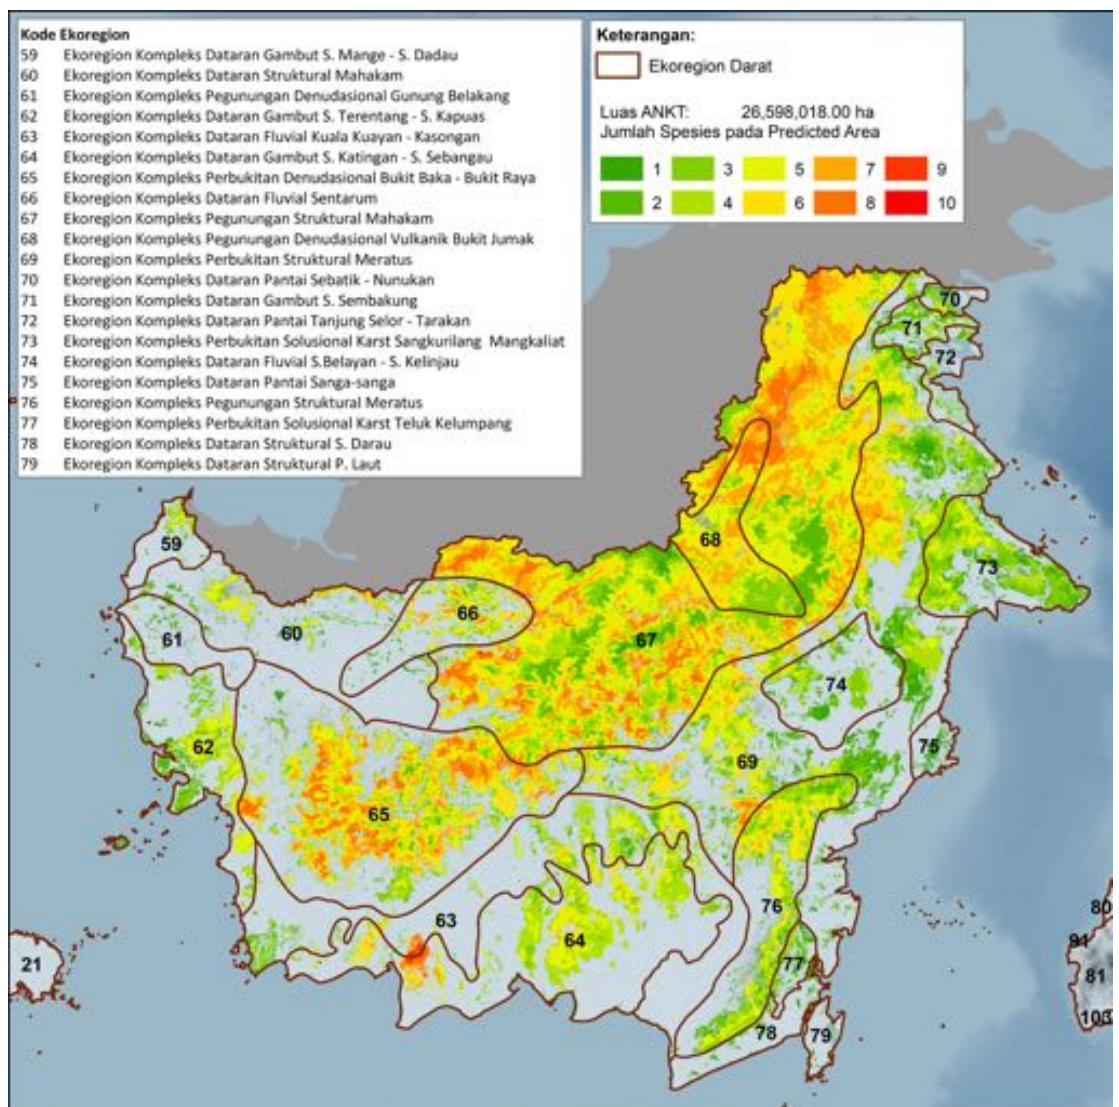 Kode Ekoregion
59 Ekoregion Kompleks Dataran Gambut S. Mange - S. Dadau
60 Ekoregion Kompleks Dataran Struktural Mahakam
61 Ekoregion Kompleks Pegunungan Denudasional Gunung Belakang
62 Ekoregion Kompleks Dataran Gambut S. Terentang - S. Kapuas
63 Ekoregion Kompleks Dataran Fluvial Kuala Kuayan - Kasongan
64 Ekoregion Kompleks Dataran Gambut S. Katingan - S. Sebangau
65 Ekoregion Kompleks Perbukitan Denudasional Bukit Baka - Bukit Raya
66 Ekoregion Kompleks Dataran Fluvial Sentarum
67 Ekoregion Kompleks Pegunungan Struktural Mahakam
68 Ekoregion Kompleks Pegunungan Denudasional Vulkanik Bukit Jumak
69 Ekoregion Kompleks Perbukitan Struktural Meratus
70 Ekoregion Kompleks Dataran Pantai Sebatik - Nunukan
71 Ekoregion Kompleks Dataran Gambut S. Sembakung
72 Ekoregion Kompleks Dataran Pantai Tanjung Selor - Tarakan
73 Ekoregion Kompleks Perbukitan Solusional Karst Sangkurilang Mangkaliat
74 Ekoregion Kompleks Dataran Fluvial S.Belayan - S. Kelinjau
75 Ekoregion Kompleks Dataran Pantai Sanga-sanga
76 Ekoregion Kompleks Pegunungan Struktural Meratus
77 Ekoregion Kompleks Perbukitan Solusional Karst Teluk Kelumpang
78 Ekoregion Kompleks Dataran Struktural S. Darau
79 Ekoregion Kompleks Dataran Struktural P. Laut
Keterangan:
Ekoregion Darat
Luas ANKT: 26,598,018.00 ha
Jumlah Spesies pada Predicted Area
1 3 5 7 9
2 4 6 8 10
70
71
72
59
68
73
66
60
61
67
74
62
75
69
65
76
80
63
64
91
77
21
81
103
78
79